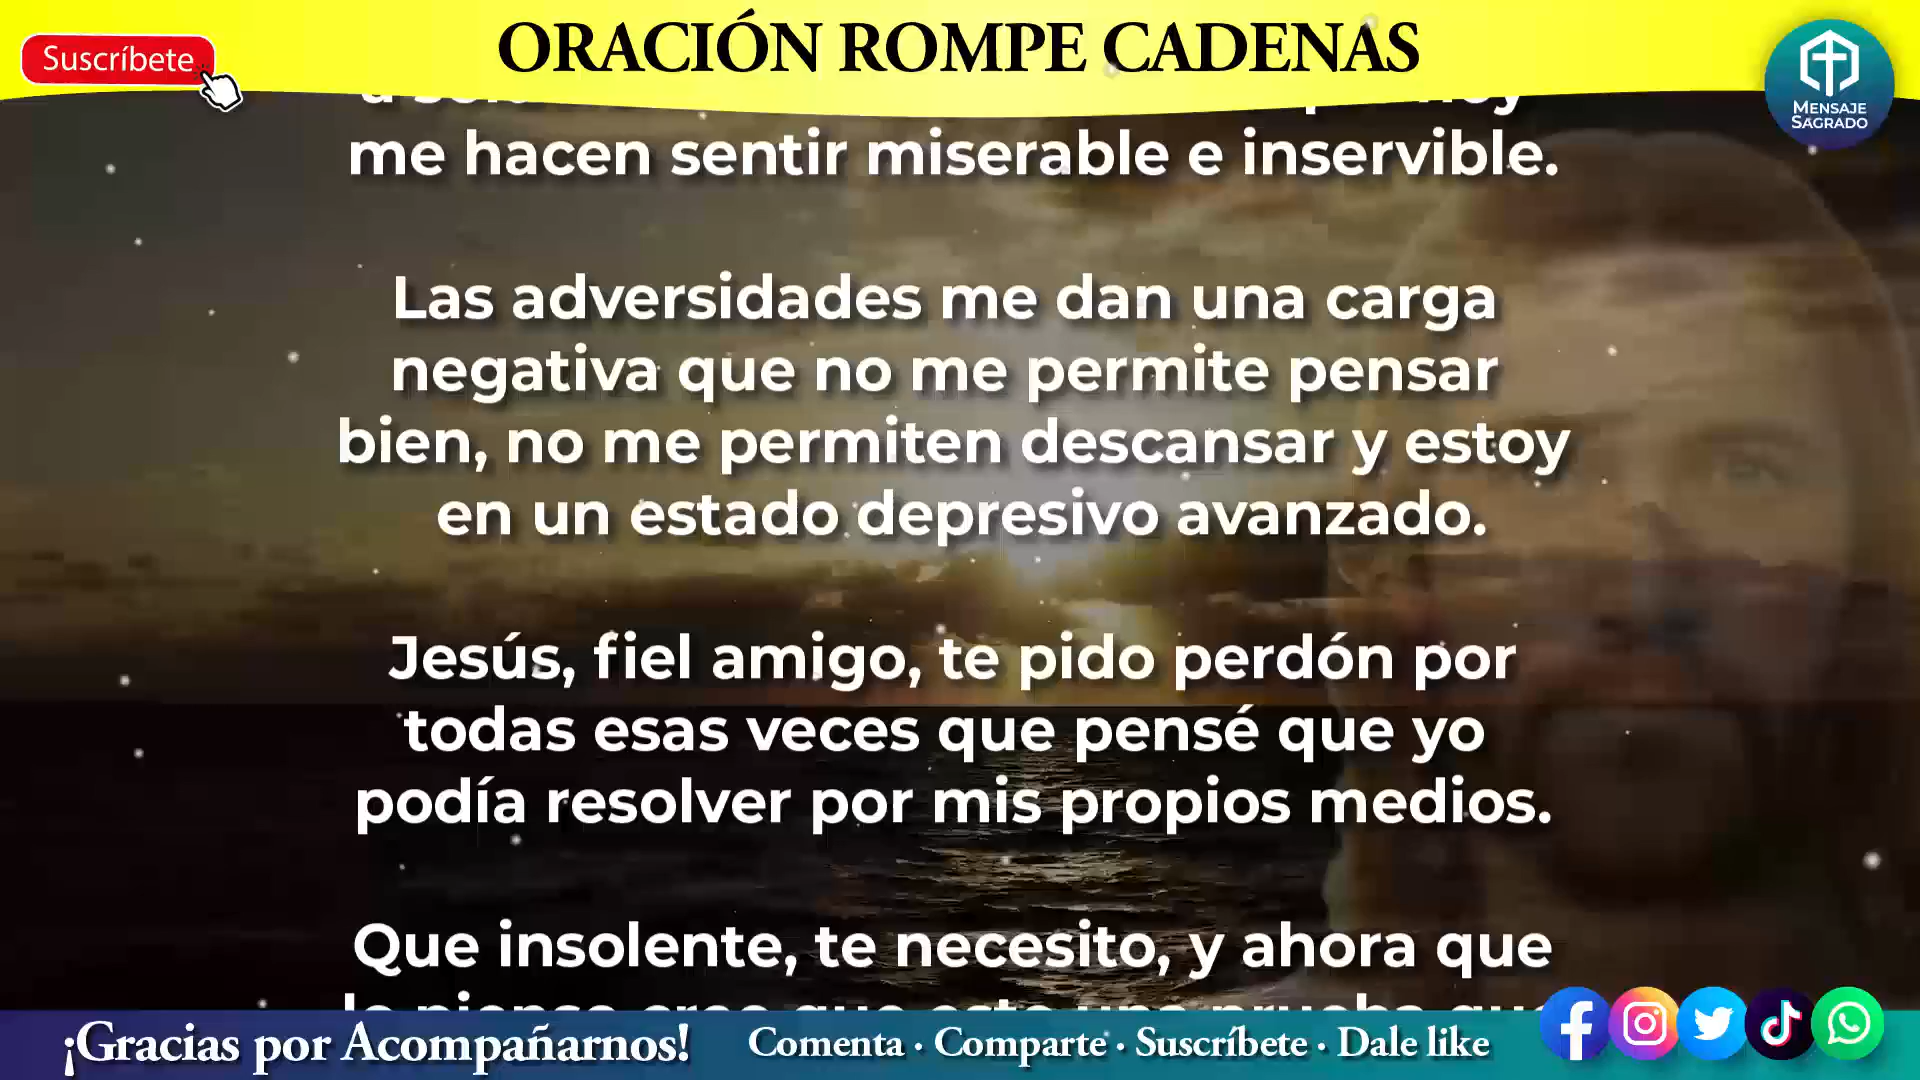 Suscríbete
ORACIÓN ROMPE CADENAS
MENSAJE
SAGRADO
me hacen sentir miserable e inservible.
Las adversidades me dan una carga
negativa que no me permite pensar
bien, no me permiten descansar y estoy
en un estado depresivo avanzado.
Jesús, fiel amigo, te pido perdón por
todas esas veces que pensé que yo
podía resolver por mis propios medios.
Que insolente, te necesito, y ahora que
¡Gracias por Acompañarnos!
Comenta · Comparte · Suscríbete · Dale like